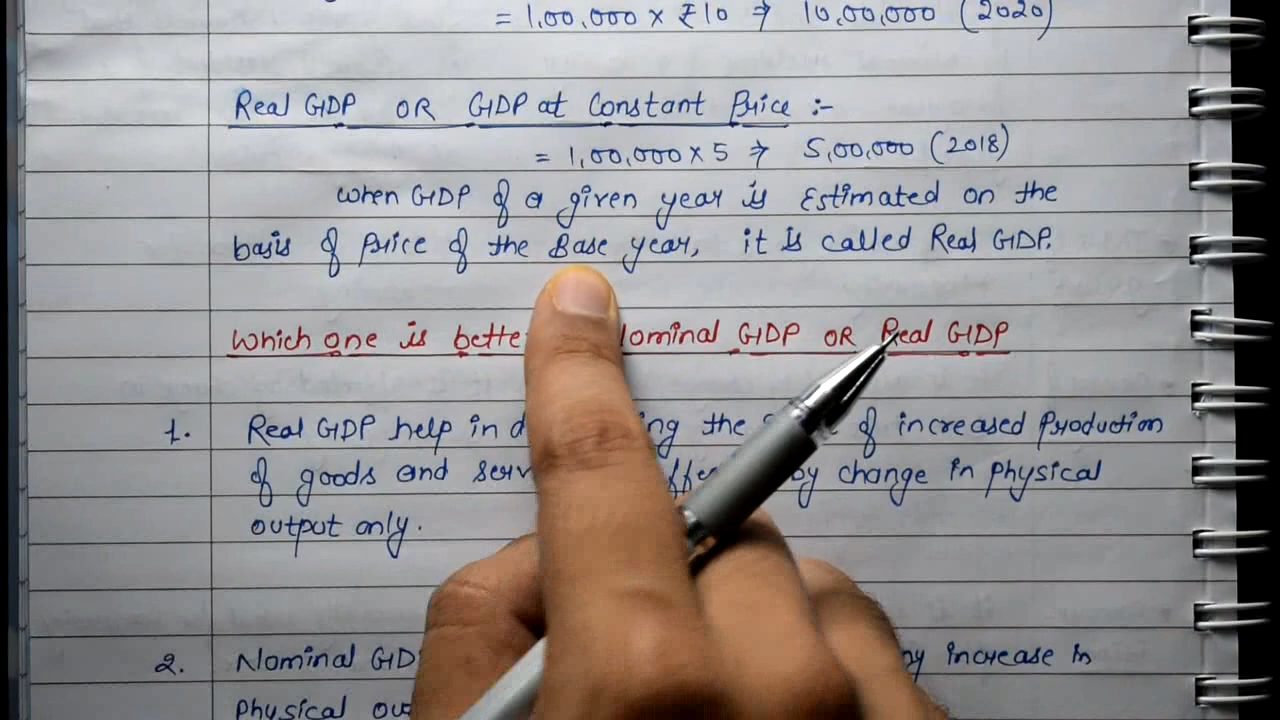 = 1,00,000 × ₹10 ⇒ 10,00,000 (2020)
Real GDP OR GDP at Constant Price :-
= 1,00,000 × 5 ⇒ 5,00,000 (2018)
when GDP of a given year is Estimated on the
basis of Price of the Base year, it is called Real GDP.
Which one is Nominal GDP OR Real GDP
1. Real GDP help in the of increased Production
of goods and by change in Physical
output only.
2. Nominal increase in
Physical